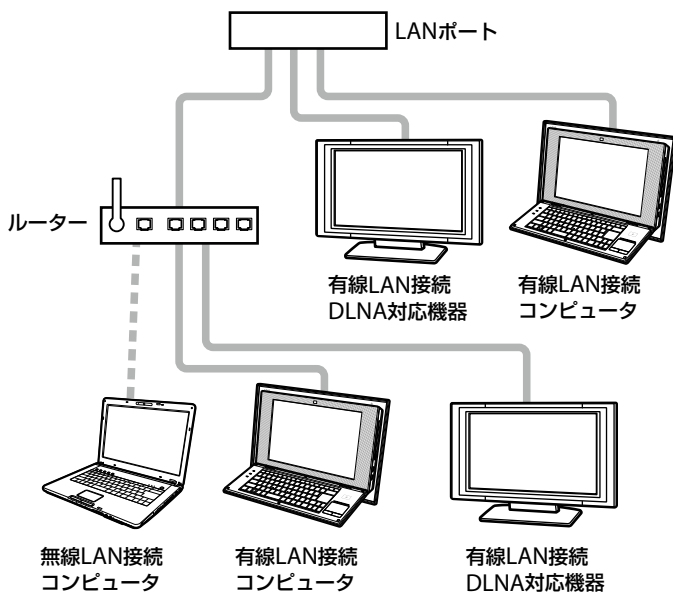 LANポート
ルーター
有線LAN接続
DLNA対応機器
有線LAN接続
コンピュータ
無線LAN接続
コンピュータ
有線LAN接続
コンピュータ
有線LAN接続
DLNA対応機器